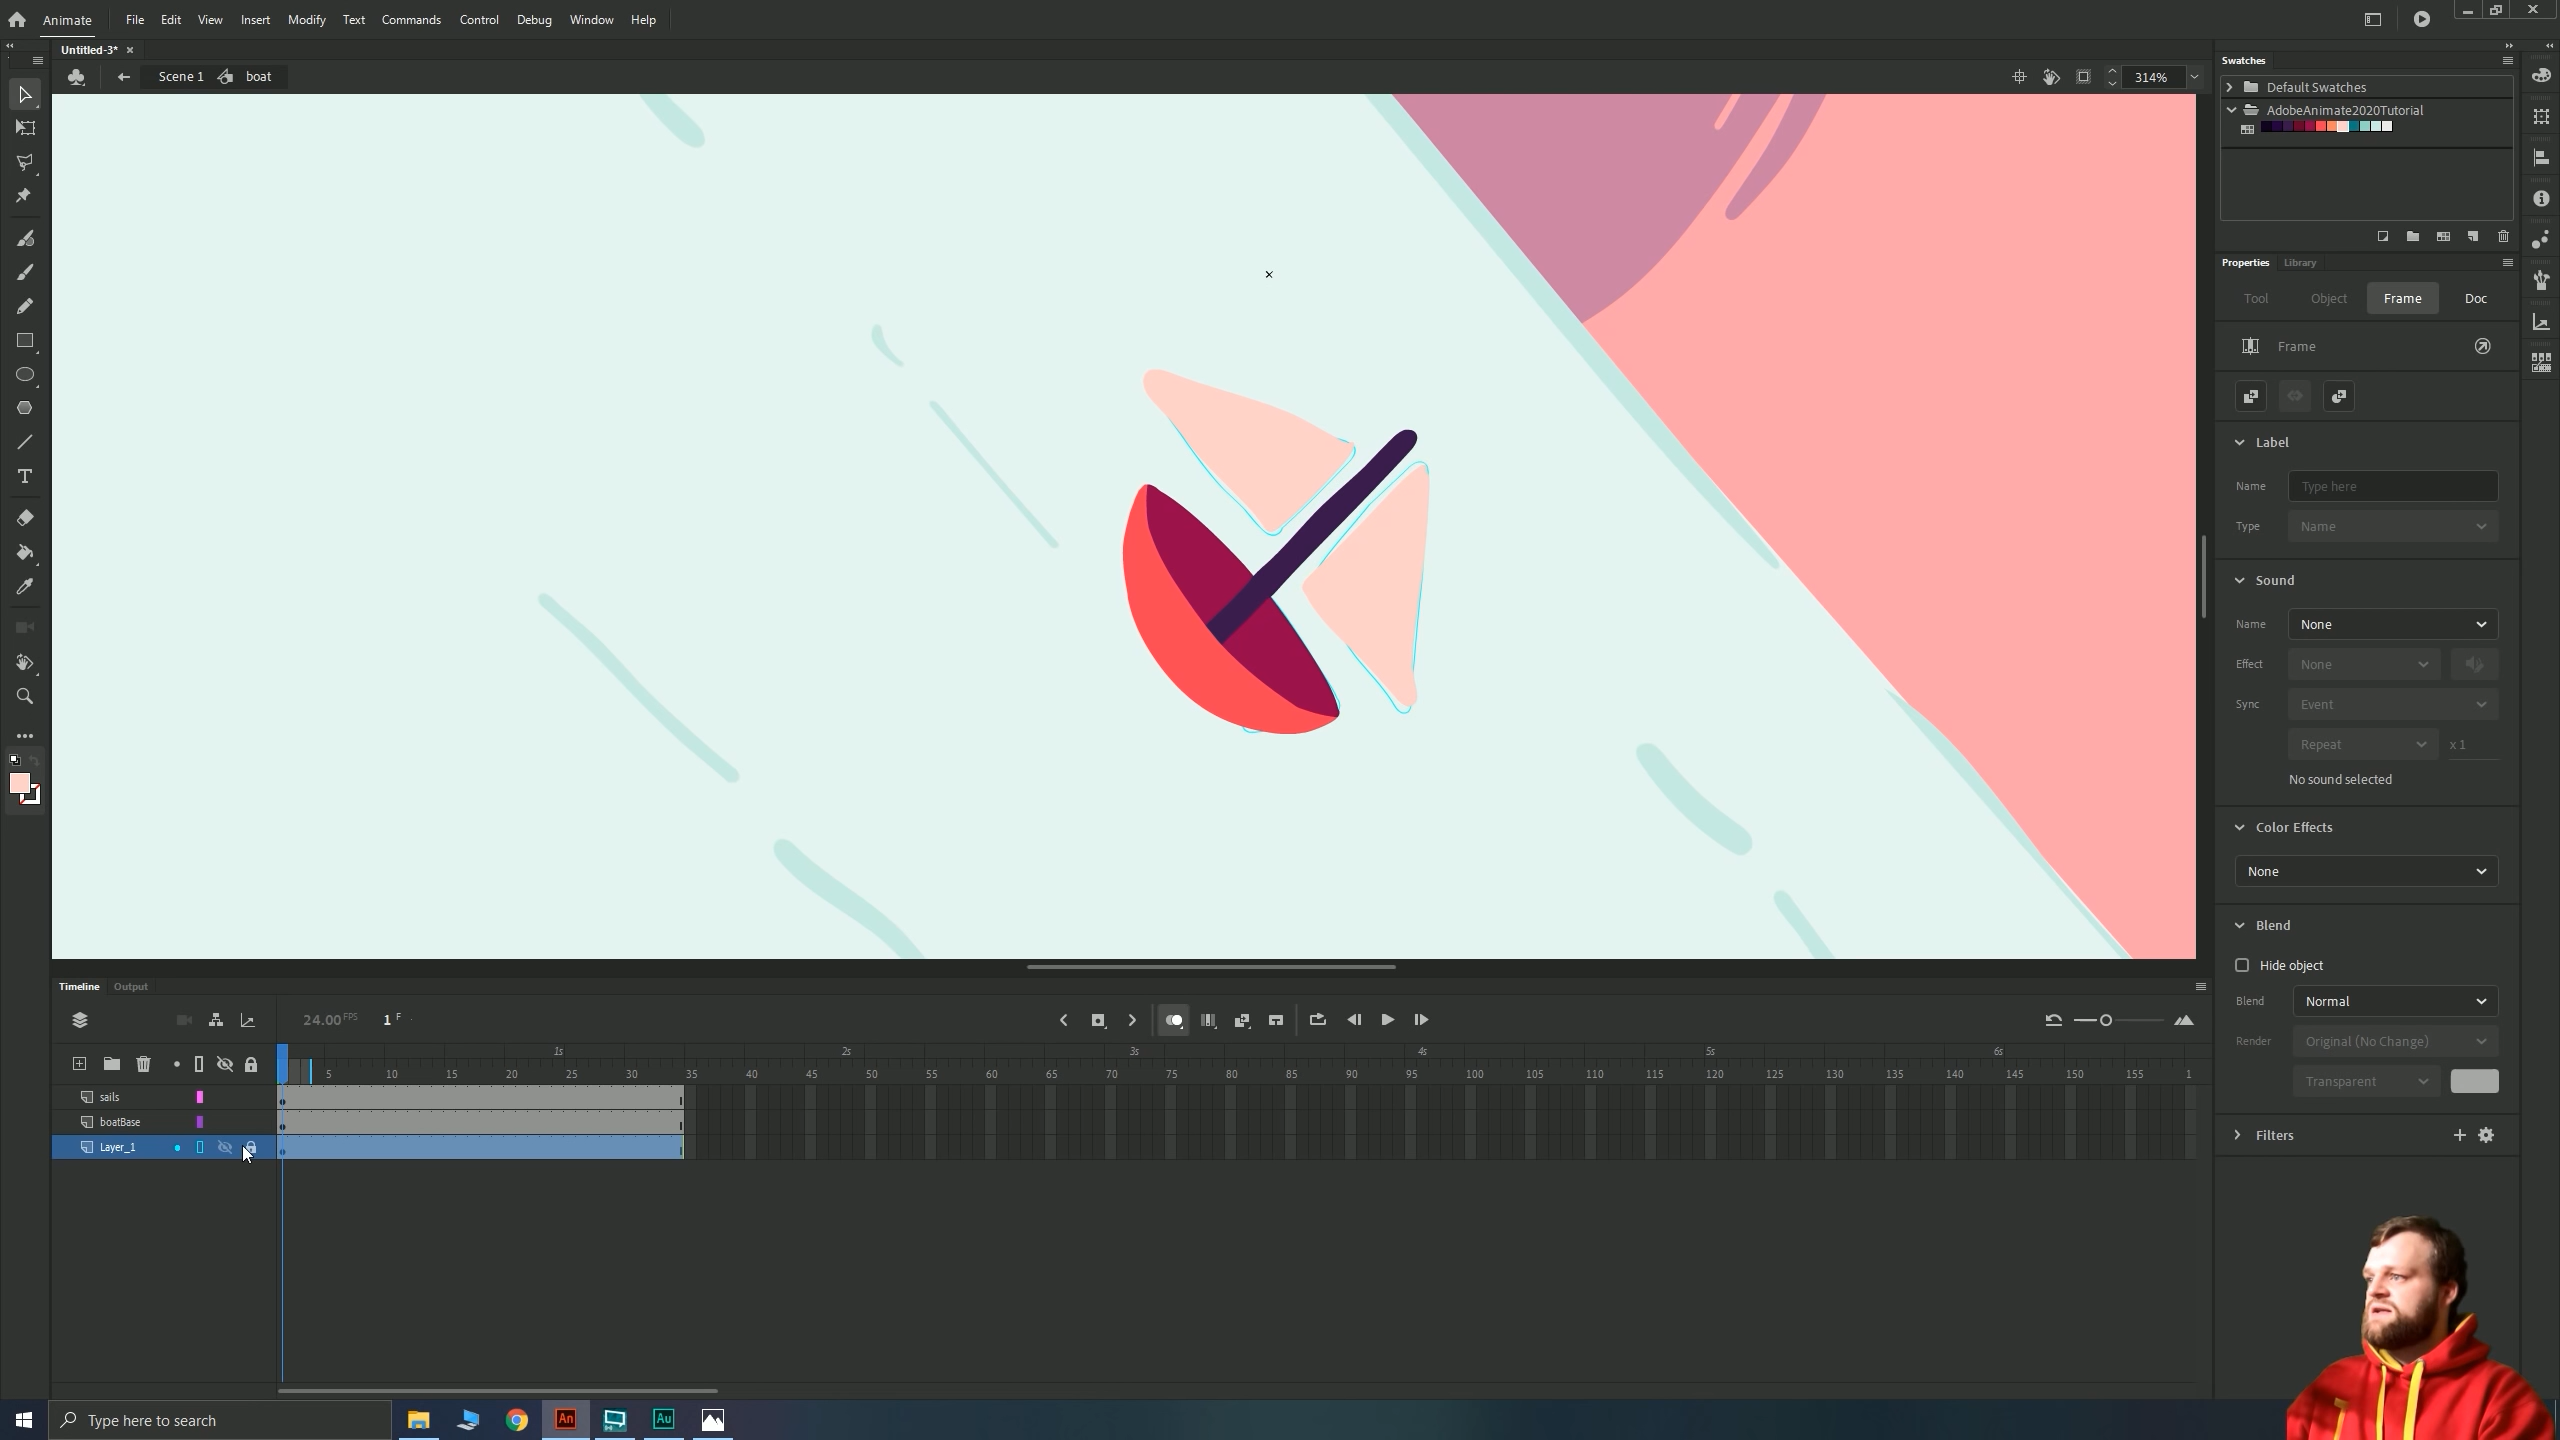 Animate File Edit View Insert Modify Text Commands Control Debug Window Help
Untitled-3* ×
Scene 1 boat 314%
Swatches
Default Swatches
AdobeAnimate2020Tutorial
Properties Library
Tool Object Frame Doc
Frame
Label
Name Type here
Type Name
Sound
Name None
Effect None
Sync Event
Repeat x 1
No sound selected
Color Effects
None
Blend
Hide object
Blend Normal
Render Original (No Change)
Transparent
Filters
T
Timeline Output
24.00 FPS 1 F
1s 2s 3s 4s 5s 6s
5 10 15 20 25 30 35 40 45 50 55 60 65 70 75 80 85 90 95 100 105 110 115 120 125 130 135 140 145 150 155 1
sails
boatBase
Layer_1
Type here to search An Au